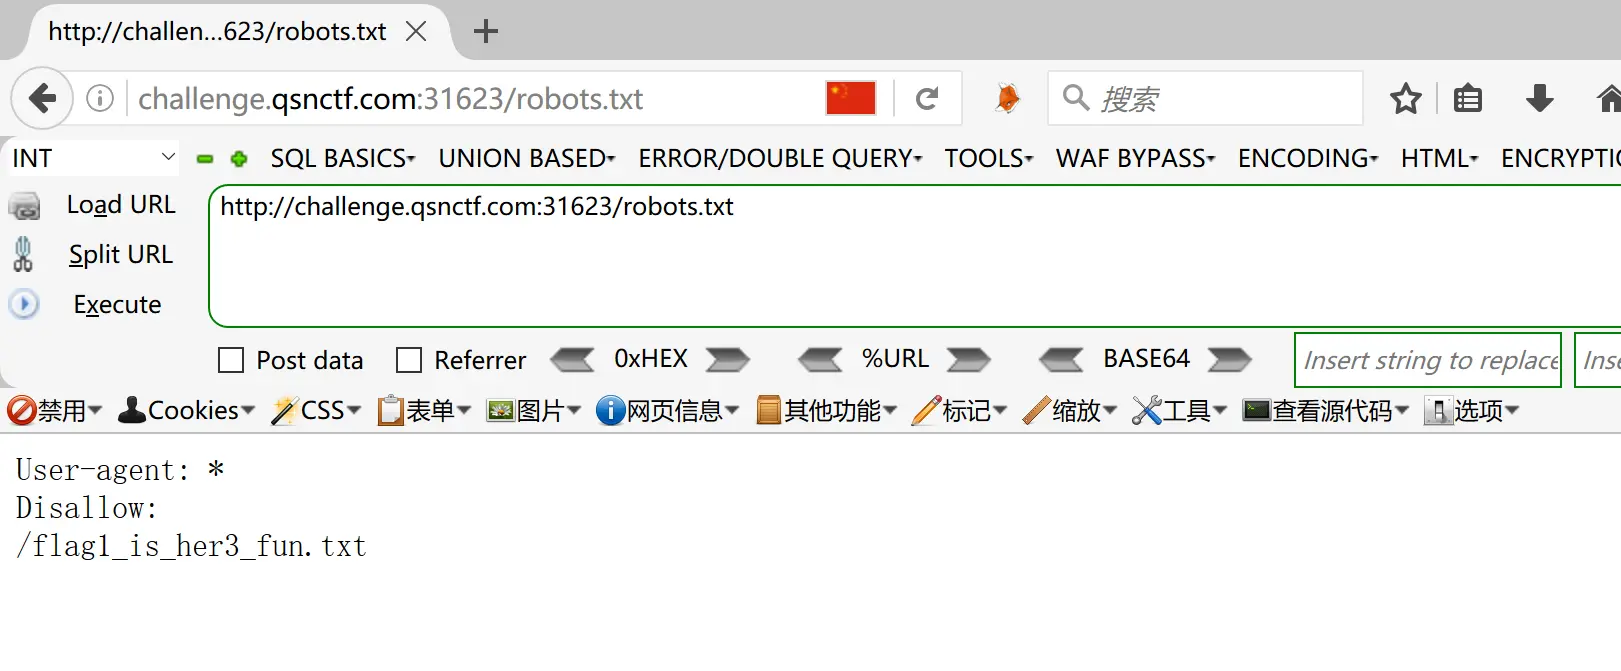 http://challen...623/robots.txt
challenge.qsnctf.com:31623/robots.txt
搜索
INT SQL BASICS UNION BASED ERROR/DOUBLE QUERY TOOLS WAF BYPASS ENCODING HTML ENCRYPTIO
Load URL http://challenge.qsnctf.com:31623/robots.txt
Split URL
Execute
Post data Referrer 0xHEX %URL BASE64 Insert string to replace Inse
禁用 Cookies CSS 表单 图片 网页信息 其他功能 标记 缩放 工具 查看源代码 选项
User-agent: *
Disallow:
/flag1_is_her3_fun.txt